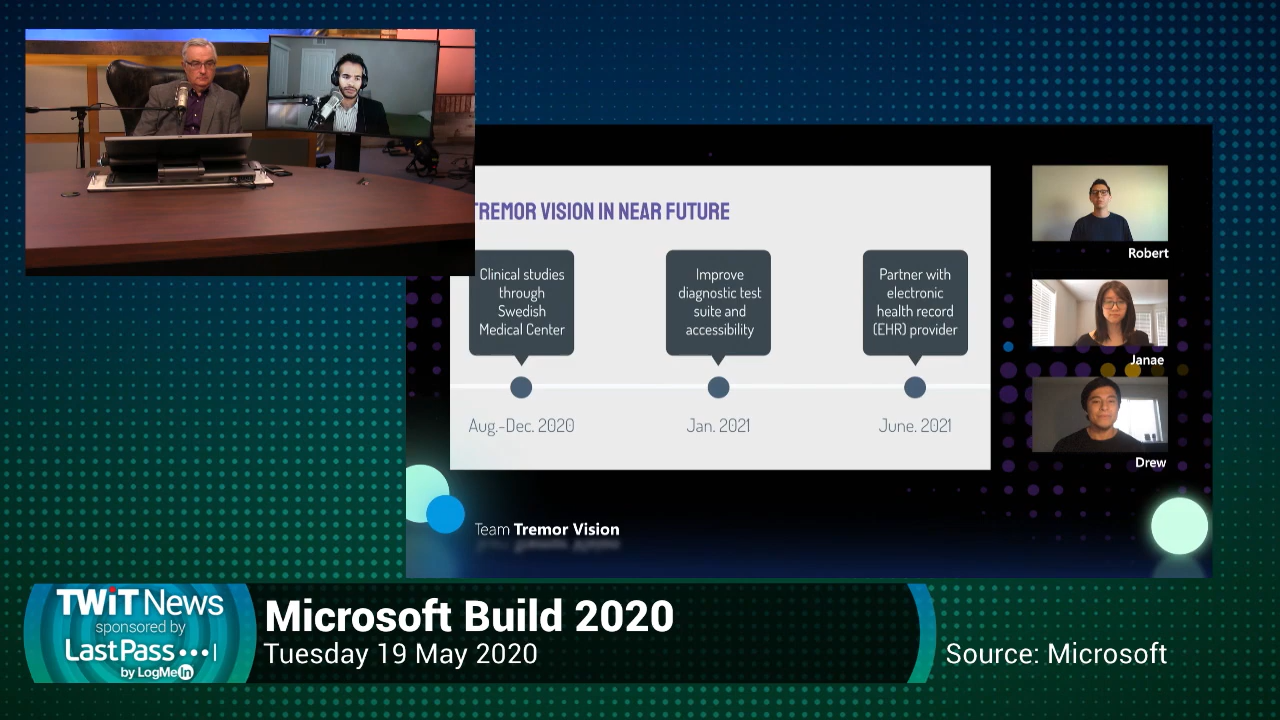 TREMOR VISION IN NEAR FUTURE
Clinical studies
through
Swedish
Medical Center
Improve
diagnostic test
suite and
accessibility
Partner with
electronic
health record
(EHR) provider
Aug.-Dec. 2020
Jan. 2021
June. 2021
Robert
Janae
Drew
Team Tremor Vision
TWiT News
sponsored by
LastPass •••|
by LogMeIn
Microsoft Build 2020
Tuesday 19 May 2020
Source: Microsoft